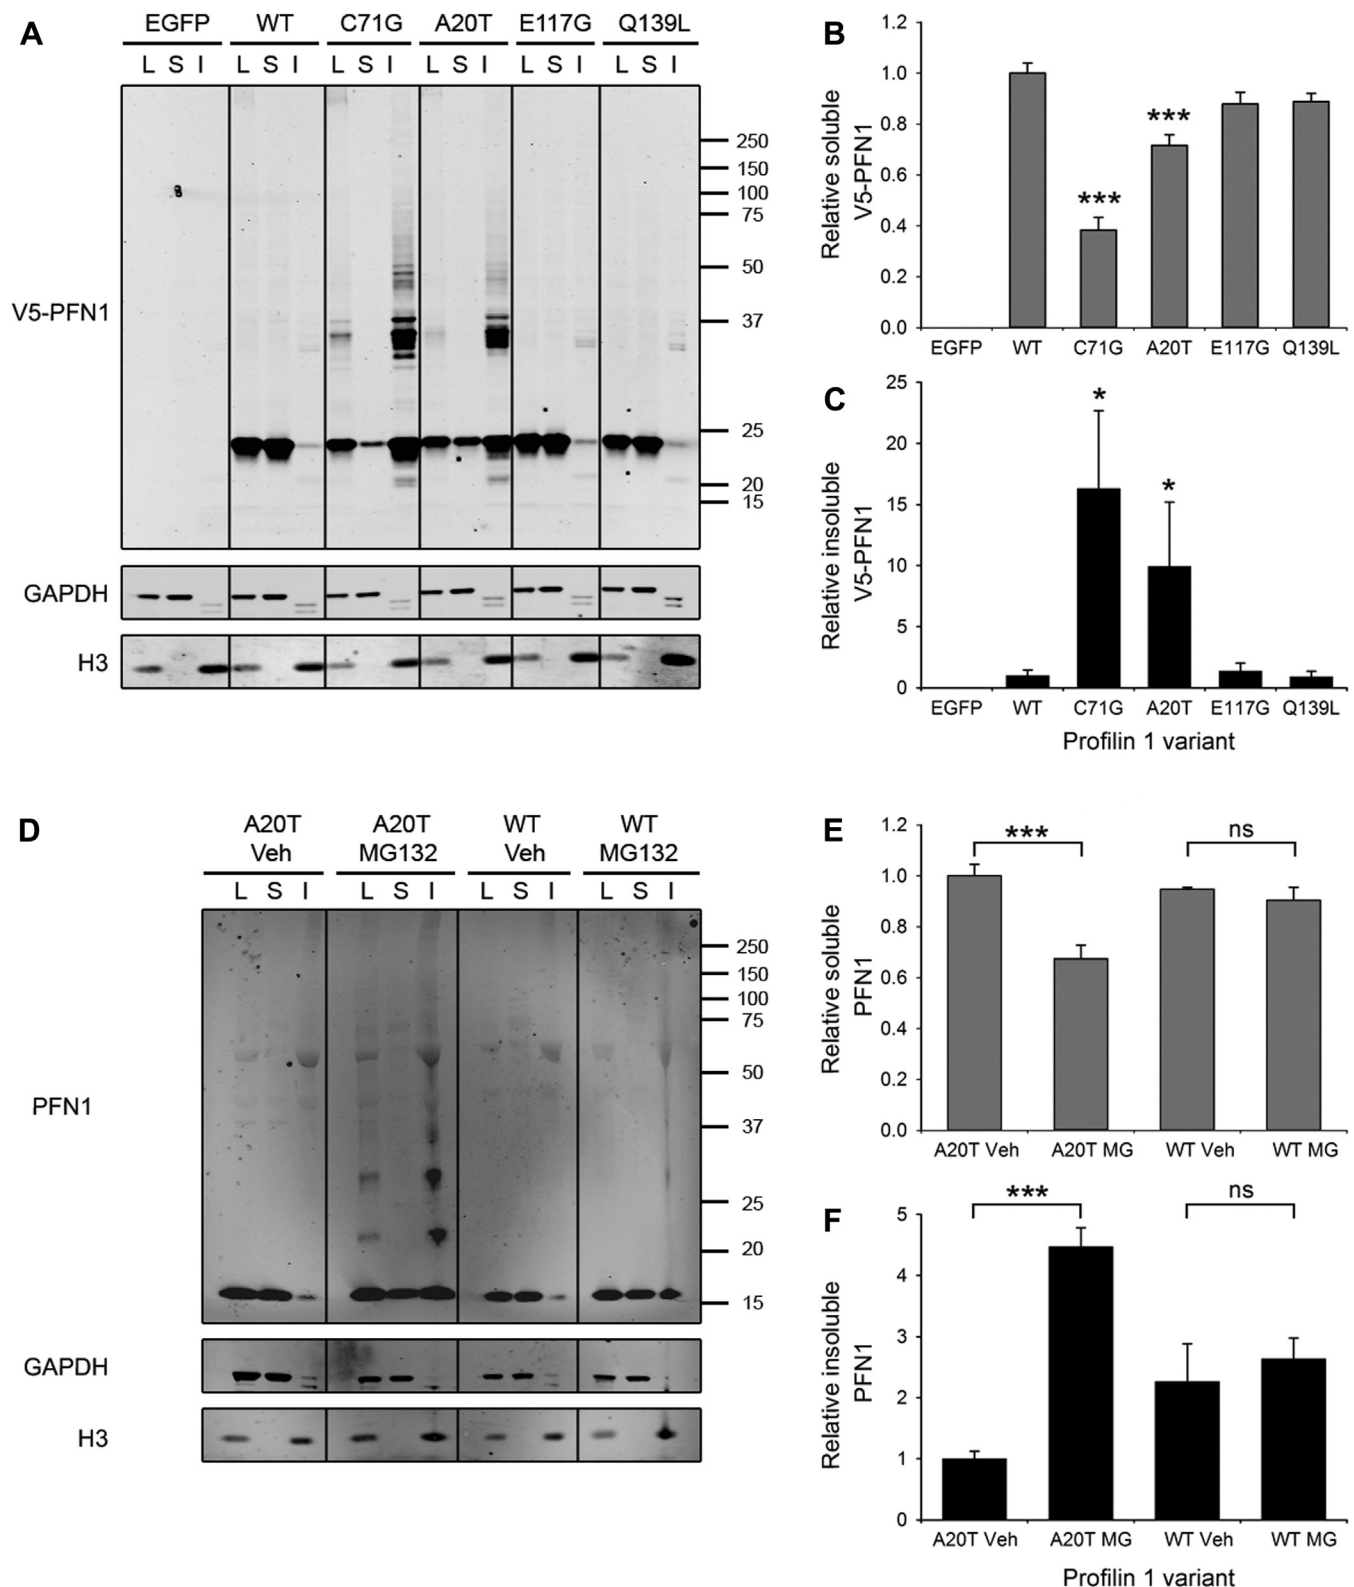 A
EGFP WT C71G A20T E117G Q139L
L S I L S I L S I L S I L S I L S I
V5-PFN1
250
150
100
75
50
37
25
20
15
GAPDH
H3
B
Relative soluble
V5-PFN1
1.2
1.0
0.8
0.6
0.4
0.2
0.0
***
***
EGFP WT C71G A20T E117G Q139L
C
Relative insoluble
V5-PFN1
25
20
15
10
5
0
*
*
EGFP WT C71G A20T E117G Q139L
Profilin 1 variant
D
A20T A20T WT WT
Veh MG132 Veh MG132
L S I L S I L S I L S I
PFN1
250
150
100
75
50
37
25
20
15
GAPDH
H3
E
Relative soluble
PFN1
1.2
1.0
0.8
0.6
0.4
0.2
0.0
*** ns
A20T Veh A20T MG WT Veh WT MG
F
Relative insoluble
PFN1
5
4
3
2
1
0
*** ns
A20T Veh A20T MG WT Veh WT MG
Profilin 1 variant